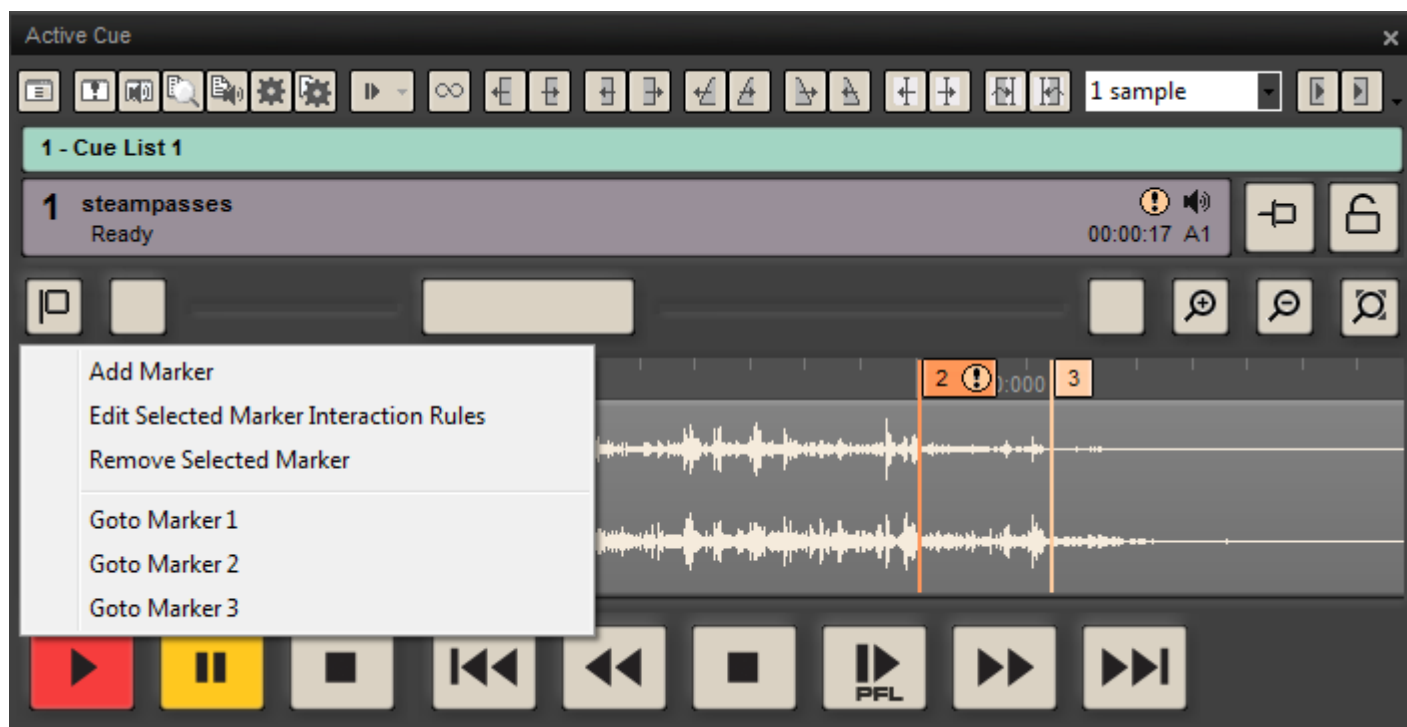 Active Cue
1 sample
1 - Cue List 1
1 steampasses
Ready
00:00:17 A1
Add Marker
Edit Selected Marker Interaction Rules
Remove Selected Marker
Goto Marker 1
Goto Marker 2
Goto Marker 3
2 :000 3
PFL